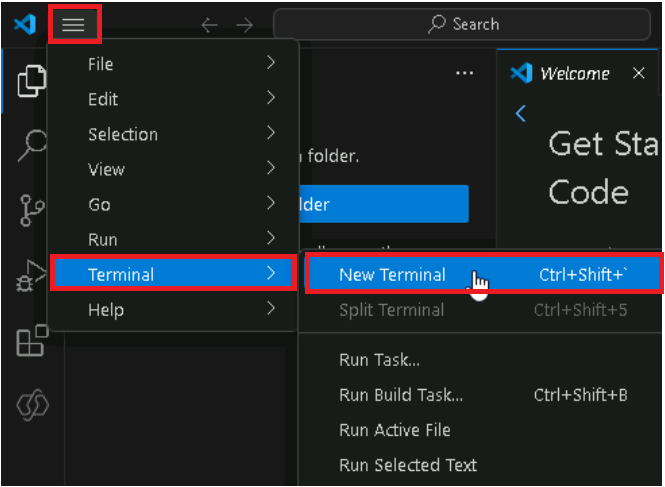 Search
File
Edit
Selection
View
Go
Run
Terminal
Help
folder.
lder
Welcome
Get Sta
Code
New Terminal Ctrl+Shift+`
Split Terminal Ctrl+Shift+5
Run Task...
Run Build Task... Ctrl+Shift+B
Run Active File
Run Selected Text